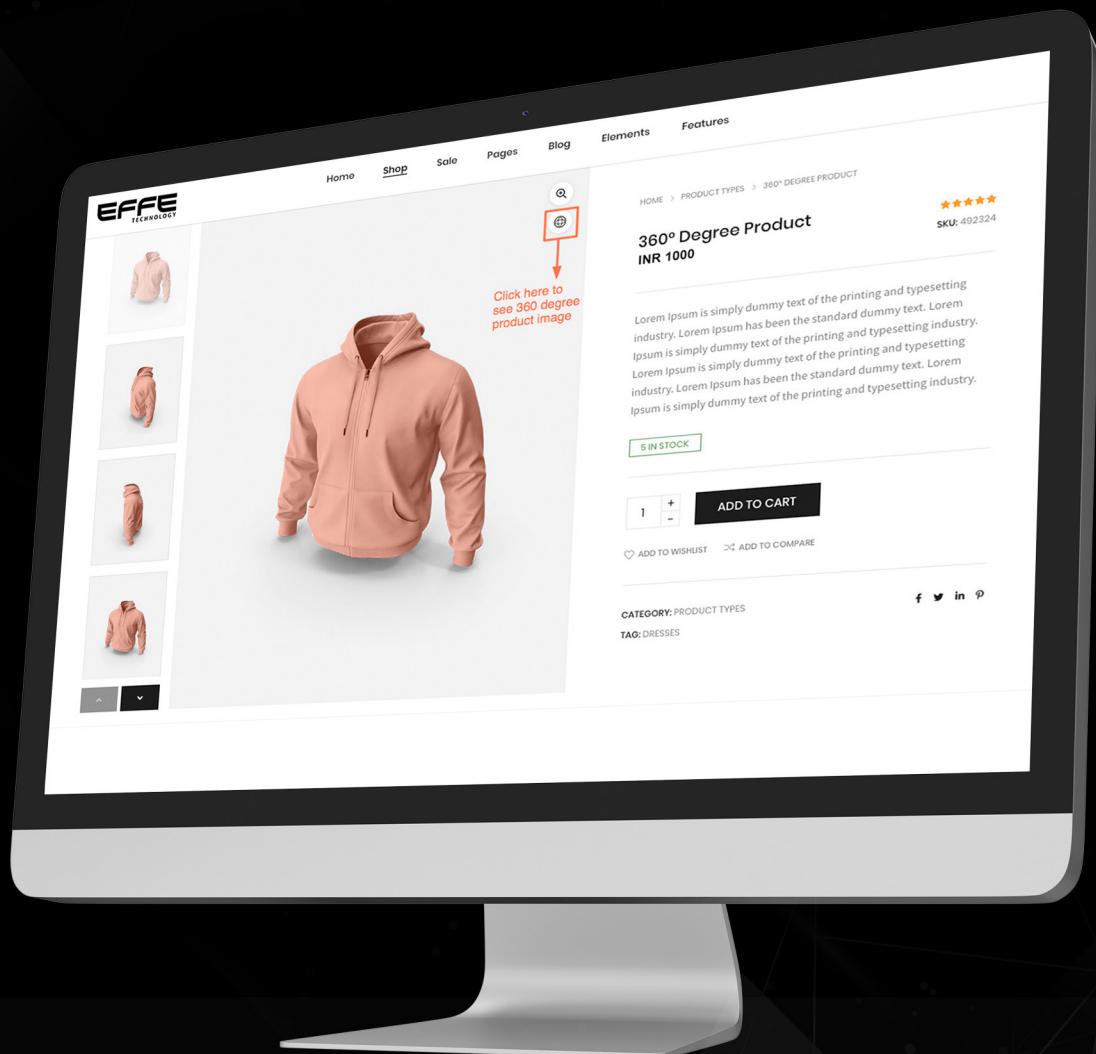 EFFE
TECHNOLOGY
Home
Shop
Sale
Pages
Blog
Elements
Features
Click here to
see 360 degree
product image
HOME > PRODUCT TYPES > 360° DEGREE PRODUCT
360° Degree Product
INR 1000
SKU: 492324
Lorem Ipsum is simply dummy text of the printing and typesetting
industry. Lorem Ipsum has been the standard dummy text. Lorem
Ipsum is simply dummy text of the printing and typesetting industry.
Lorem Ipsum is simply dummy text of the printing and typesetting
industry. Lorem Ipsum has been the standard dummy text. Lorem
Ipsum is simply dummy text of the printing and typesetting industry.
5 IN STOCK
1
+
-
ADD TO CART
ADD TO WISHLIST
ADD TO COMPARE
CATEGORY: PRODUCT TYPES
TAG: DRESSES